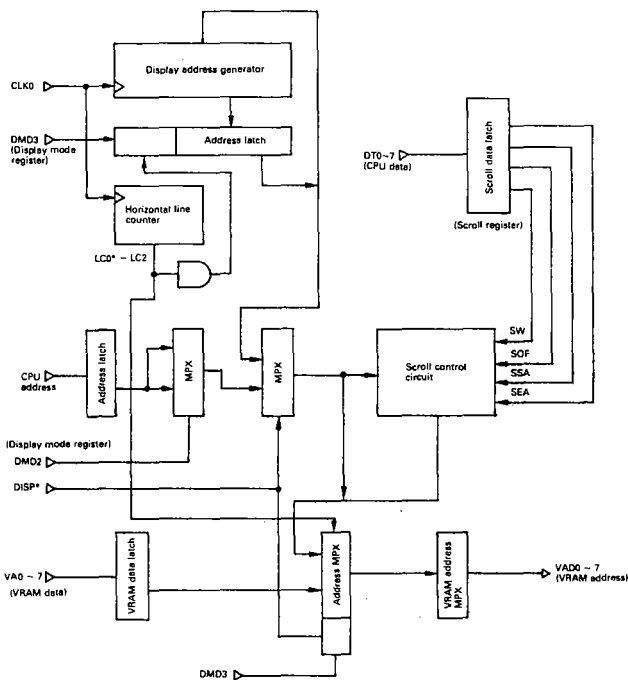 Display address generator
CLK0
DMD3
(Display mode
register)
Address latch
Horizontal line
counter
LC0* – LC2
DT0~7
(CPU data)
Scroll data latch
(Scroll register)
SW
SOF
SSA
SEA
Scroll control
circuit
CPU
address
Address latch
MPX
MPX
(Display mode register)
DMD2
DISP*
VA0 ~ 7
(VRAM data)
VRAM data latch
Address MPX
VRAM address
MPX
VAD0 ~ 7
(VRAM address)
DMD3